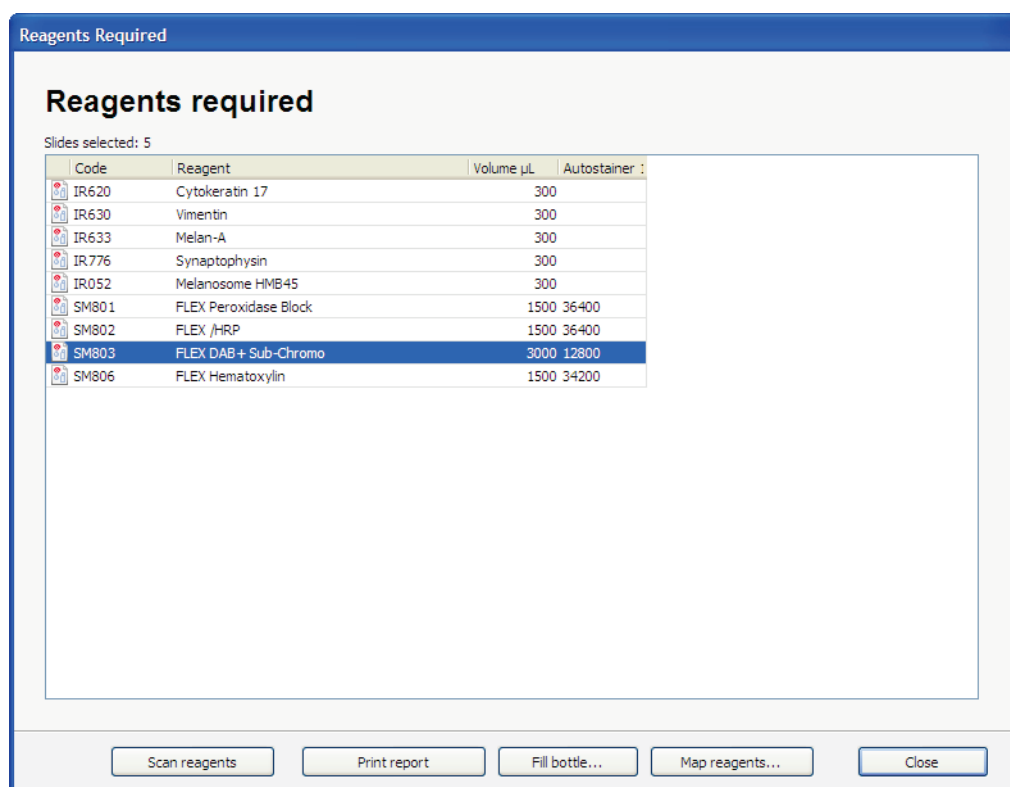 Reagents Required
Reagents required
Slides selected: 5
Code Reagent Volume µL Autostainer :
IR620 Cytokeratin 17 300
IR630 Vimentin 300
IR633 Melan-A 300
IR776 Synaptophysin 300
IR052 Melanosome HMB45 300
SM801 FLEX Peroxidase Block 1500 36400
SM802 FLEX /HRP 1500 36400
SM803 FLEX DAB+ Sub-Chromo 3000 12800
SM806 FLEX Hematoxylin 1500 34200
Scan reagents Print report Fill bottle... Map reagents... Close